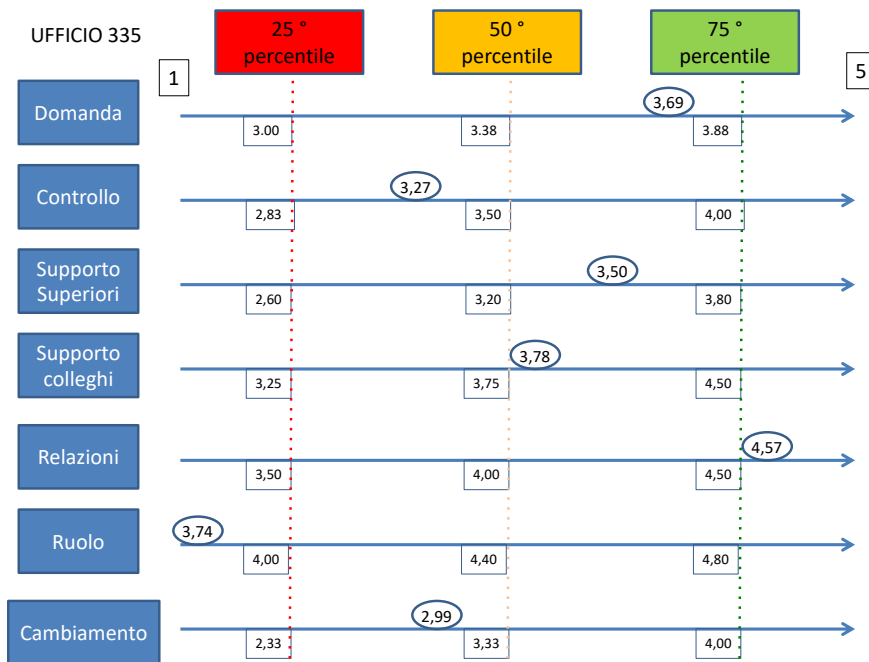 UFFICIO 335
25 °
percentile
50 °
percentile
75 °
percentile
1
5
Domanda
3,69
3.00
3.38
3.88
Controllo
3,27
2,83
3,50
4,00
Supporto
Superiori
3,50
2,60
3,20
3,80
Supporto
colleghi
3,78
3,25
3,75
4,50
Relazioni
4,57
3,50
4,00
4,50
Ruolo
3,74
4,00
4,40
4,80
Cambiamento
2,99
2,33
3,33
4,00